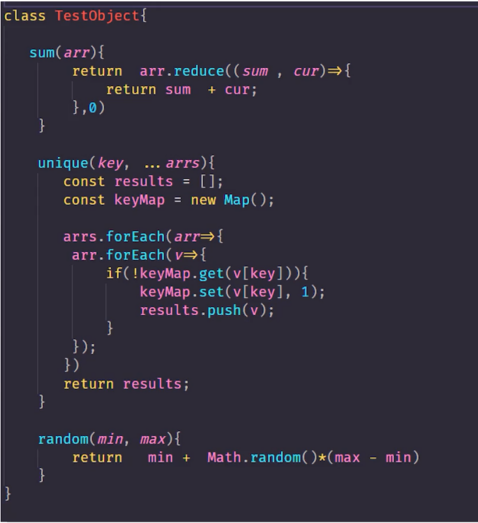 class TestObject{
sum(arr){
return arr.reduce((sum , cur)=>{
return sum + cur;
},0)
}
unique(key, ...arrs){
const results = [];
const keyMap = new Map();
arrs.forEach(arr=>{
arr.forEach(v=>{
if(!keyMap.get(v[key])){
keyMap.set(v[key], 1);
results.push(v);
}
});
})
return results;
}
random(min, max){
return min + Math.random()*(max - min)
}
}